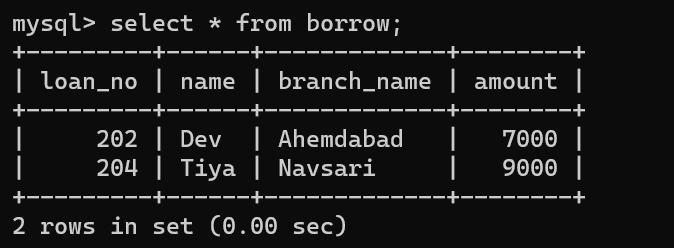 mysql> select * from borrow;
+---------+------+-------------+--------+
| loan_no | name | branch_name | amount |
+---------+------+-------------+--------+
|     202 | Dev  | Ahemdabad   |   7000 |
|     204 | Tiya | Navsari     |   9000 |
+---------+------+-------------+--------+
2 rows in set (0.00 sec)